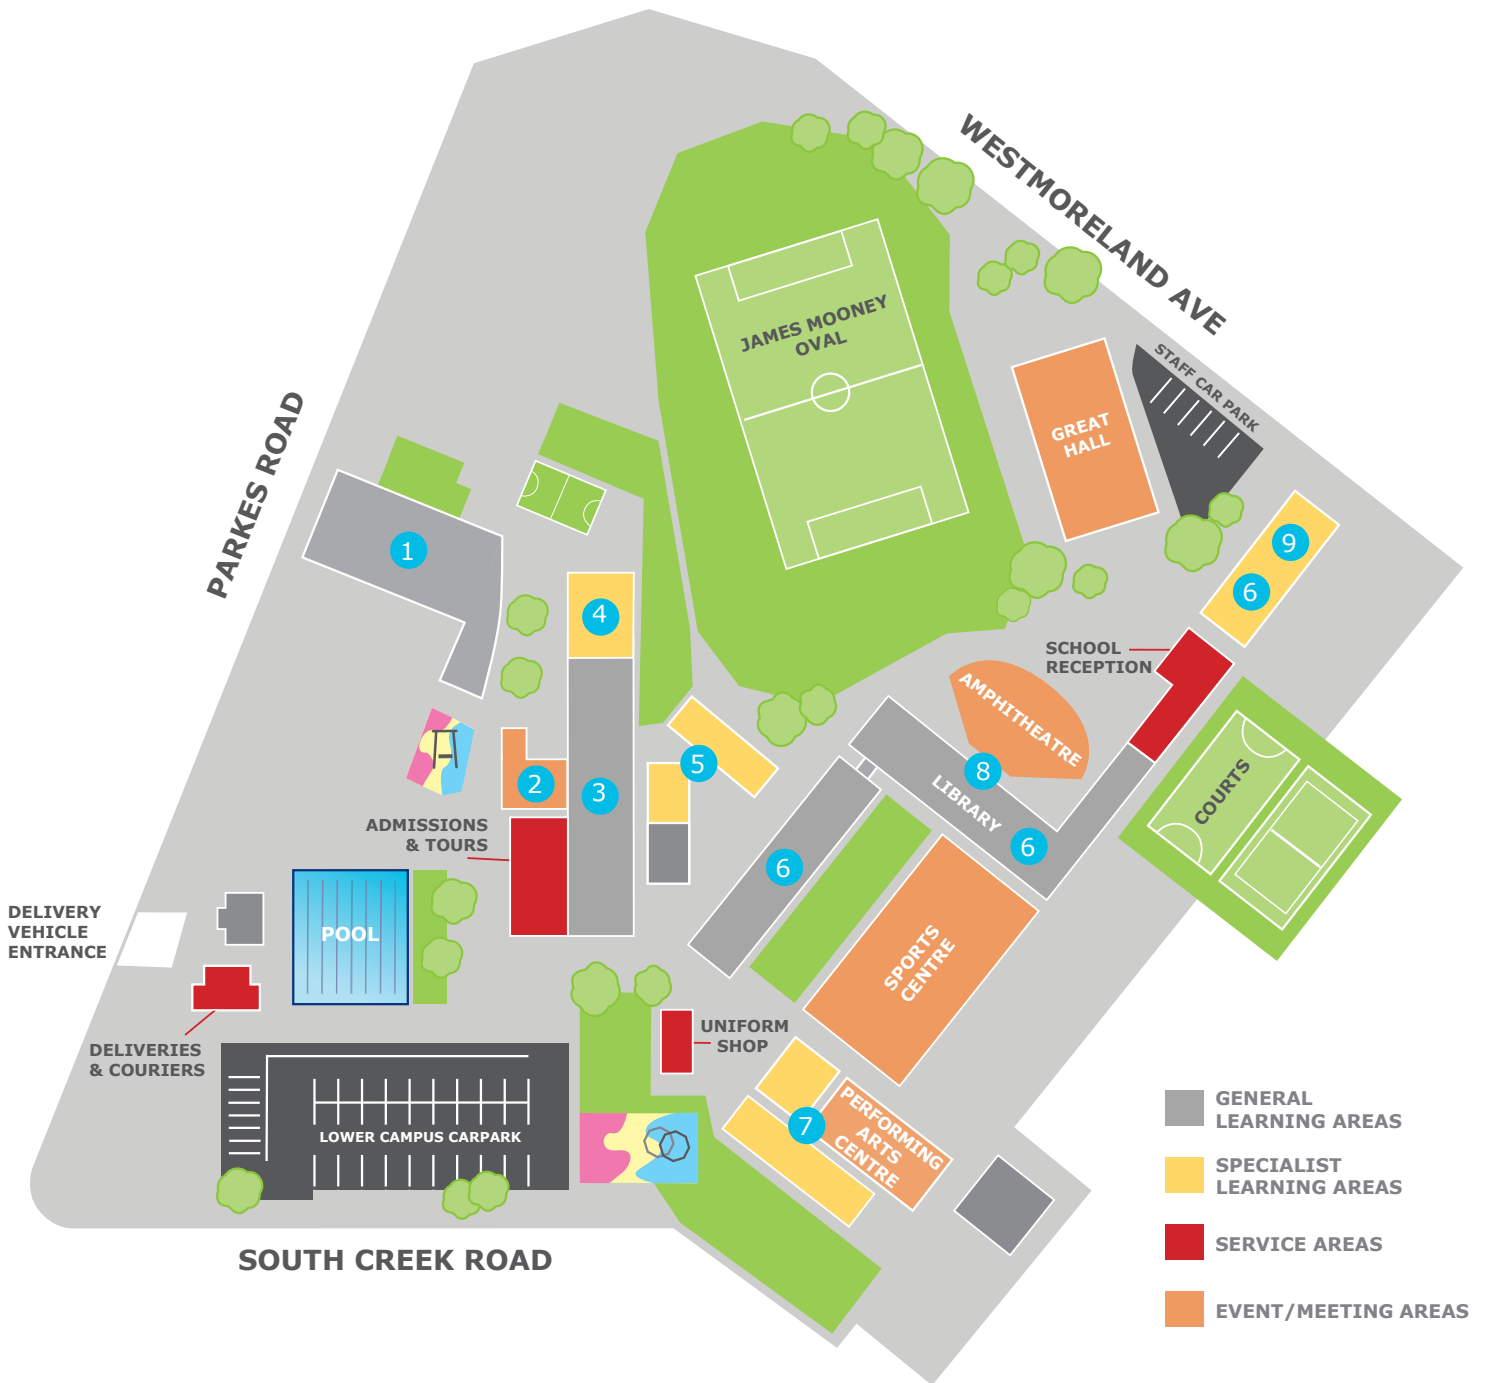 WESTMORELAND AVE
PARKES ROAD
JAMES MOONEY
OVAL
STAFF CAR PARK
GREAT
HALL
1
9
6
4
SCHOOL
RECEPTION
AMPHITHEATRE
2
3
5
8
LIBRARY
6
COURTS
ADMISSIONS
& TOURS
6
DELIVERY
VEHICLE
ENTRANCE
POOL
SPORTS
CENTRE
DELIVERIES
& COURIERS
UNIFORM
SHOP
LOWER CAMPUS CARPARK
7
PERFORMING
ARTS
CENTRE
SOUTH CREEK ROAD
GENERAL
LEARNING AREAS
SPECIALIST
LEARNING AREAS
SERVICE AREAS
EVENT/MEETING AREAS